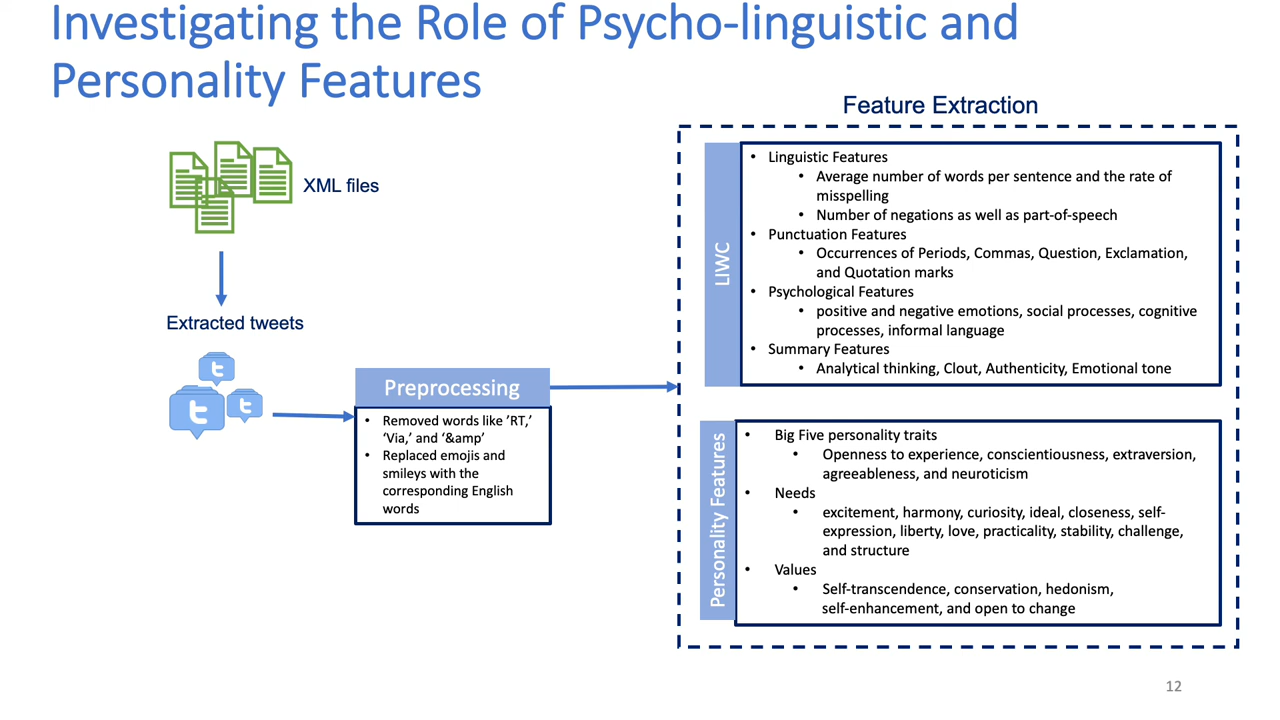 Investigating the Role of Psycho-linguistic and
Personality Features
XML files
Extracted tweets
Preprocessing
• Removed words like ’RT,’
‘Via,’ and ‘&amp’
• Replaced emojis and
smileys with the
corresponding English
words
Feature Extraction
LIWC
• Linguistic Features
• Average number of words per sentence and the rate of
misspelling
• Number of negations as well as part-of-speech
• Punctuation Features
• Occurrences of Periods, Commas, Question, Exclamation,
and Quotation marks
• Psychological Features
• positive and negative emotions, social processes, cognitive
processes, informal language
• Summary Features
• Analytical thinking, Clout, Authenticity, Emotional tone
Personality Features
• Big Five personality traits
• Openness to experience, conscientiousness, extraversion,
agreeableness, and neuroticism
• Needs
• excitement, harmony, curiosity, ideal, closeness, self-
expression, liberty, love, practicality, stability, challenge,
and structure
• Values
• Self-transcendence, conservation, hedonism,
self-enhancement, and open to change
12